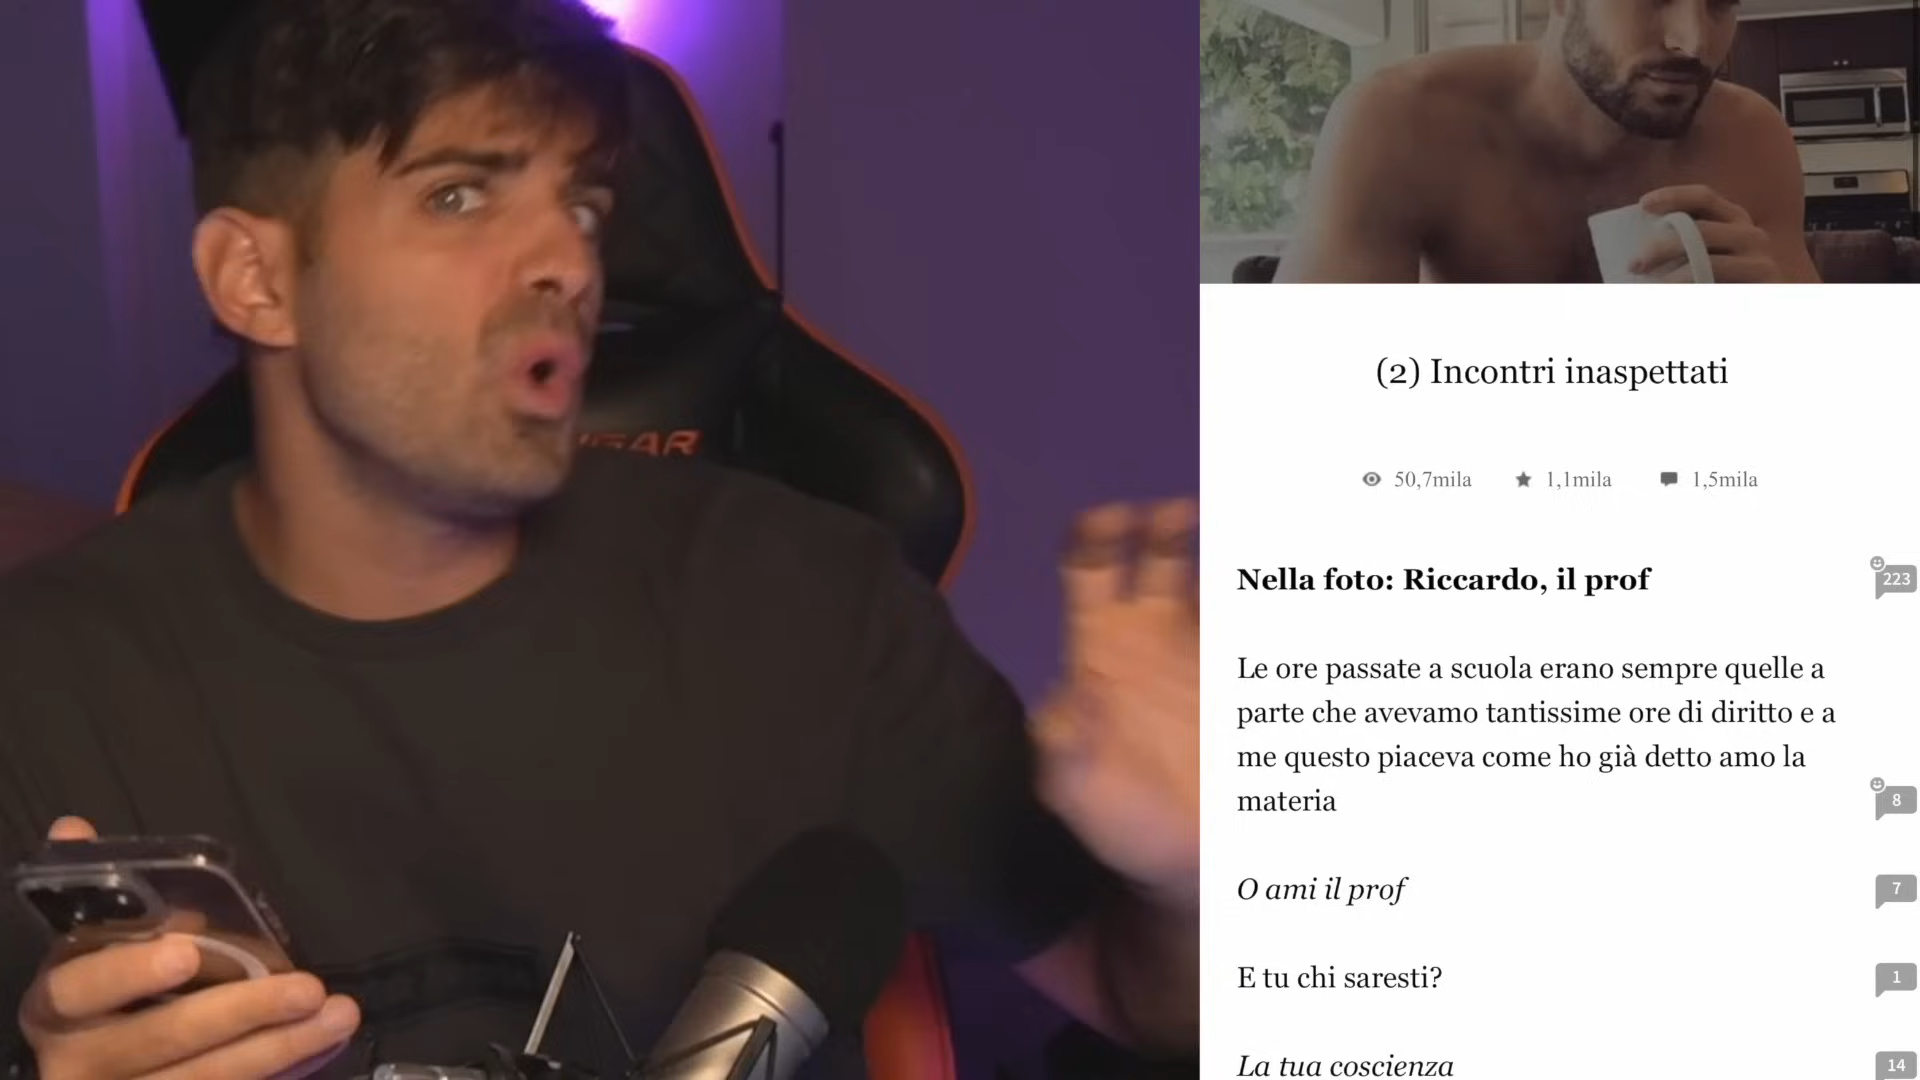 (2) Incontri inaspettati
50,7mila 1,1mila 1,5mila
Nella foto: Riccardo, il prof
223
Le ore passate a scuola erano sempre quelle a
parte che avevamo tantissime ore di diritto e a
me questo piaceva come ho già detto amo la
materia
8
O ami il prof
7
E tu chi saresti?
1
La tua coscienza
14